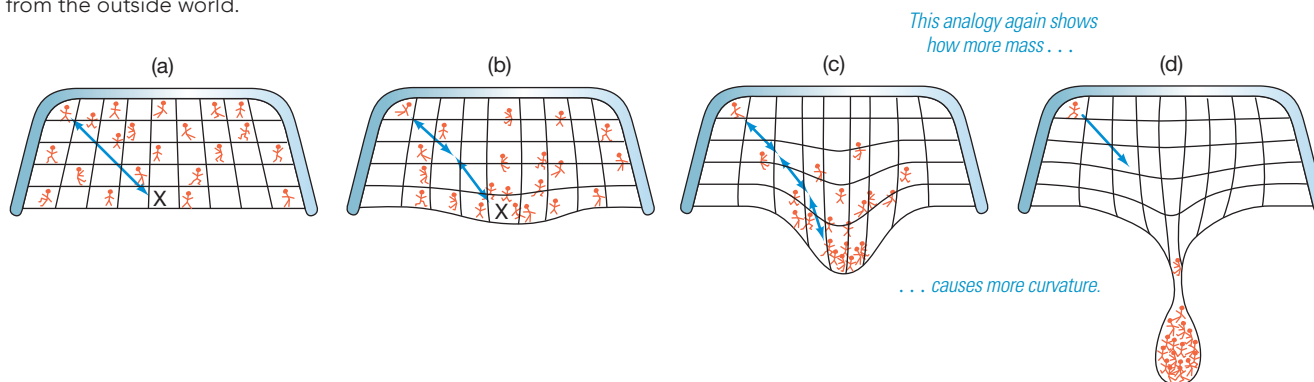 from the outside world.
This analogy again shows
how more mass . . .
(a)
(b)
(c)
(d)
X
X
. . . causes more curvature.